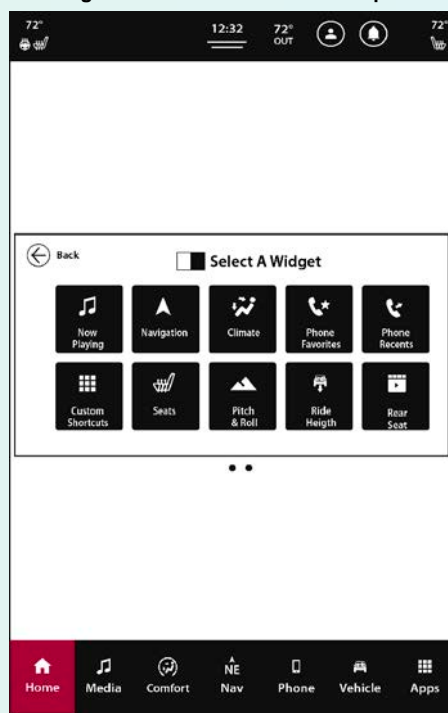 72°
12:32
72°
OUT
72°
Back
Select A Widget
Now
Playing
Navigation
Climate
Phone
Favorites
Phone
Recents
Custom
Shortcuts
Seats
Pitch
& Roll
Ride
Heigth
Rear
Seat
Home
Media
Comfort
NE
Nav
Phone
Vehicle
Apps